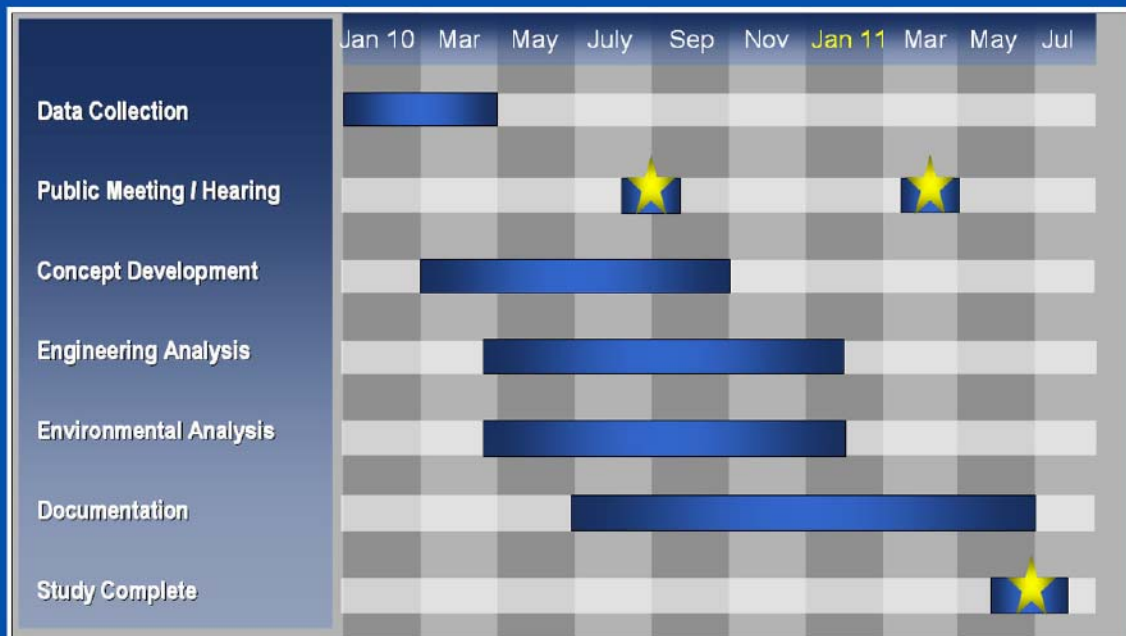 Jan 10 Mar May July Sep Nov Jan 11 Mar May Jul
Data Collection
Public Meeting / Hearing
Concept Development
Engineering Analysis
Environmental Analysis
Documentation
Study Complete